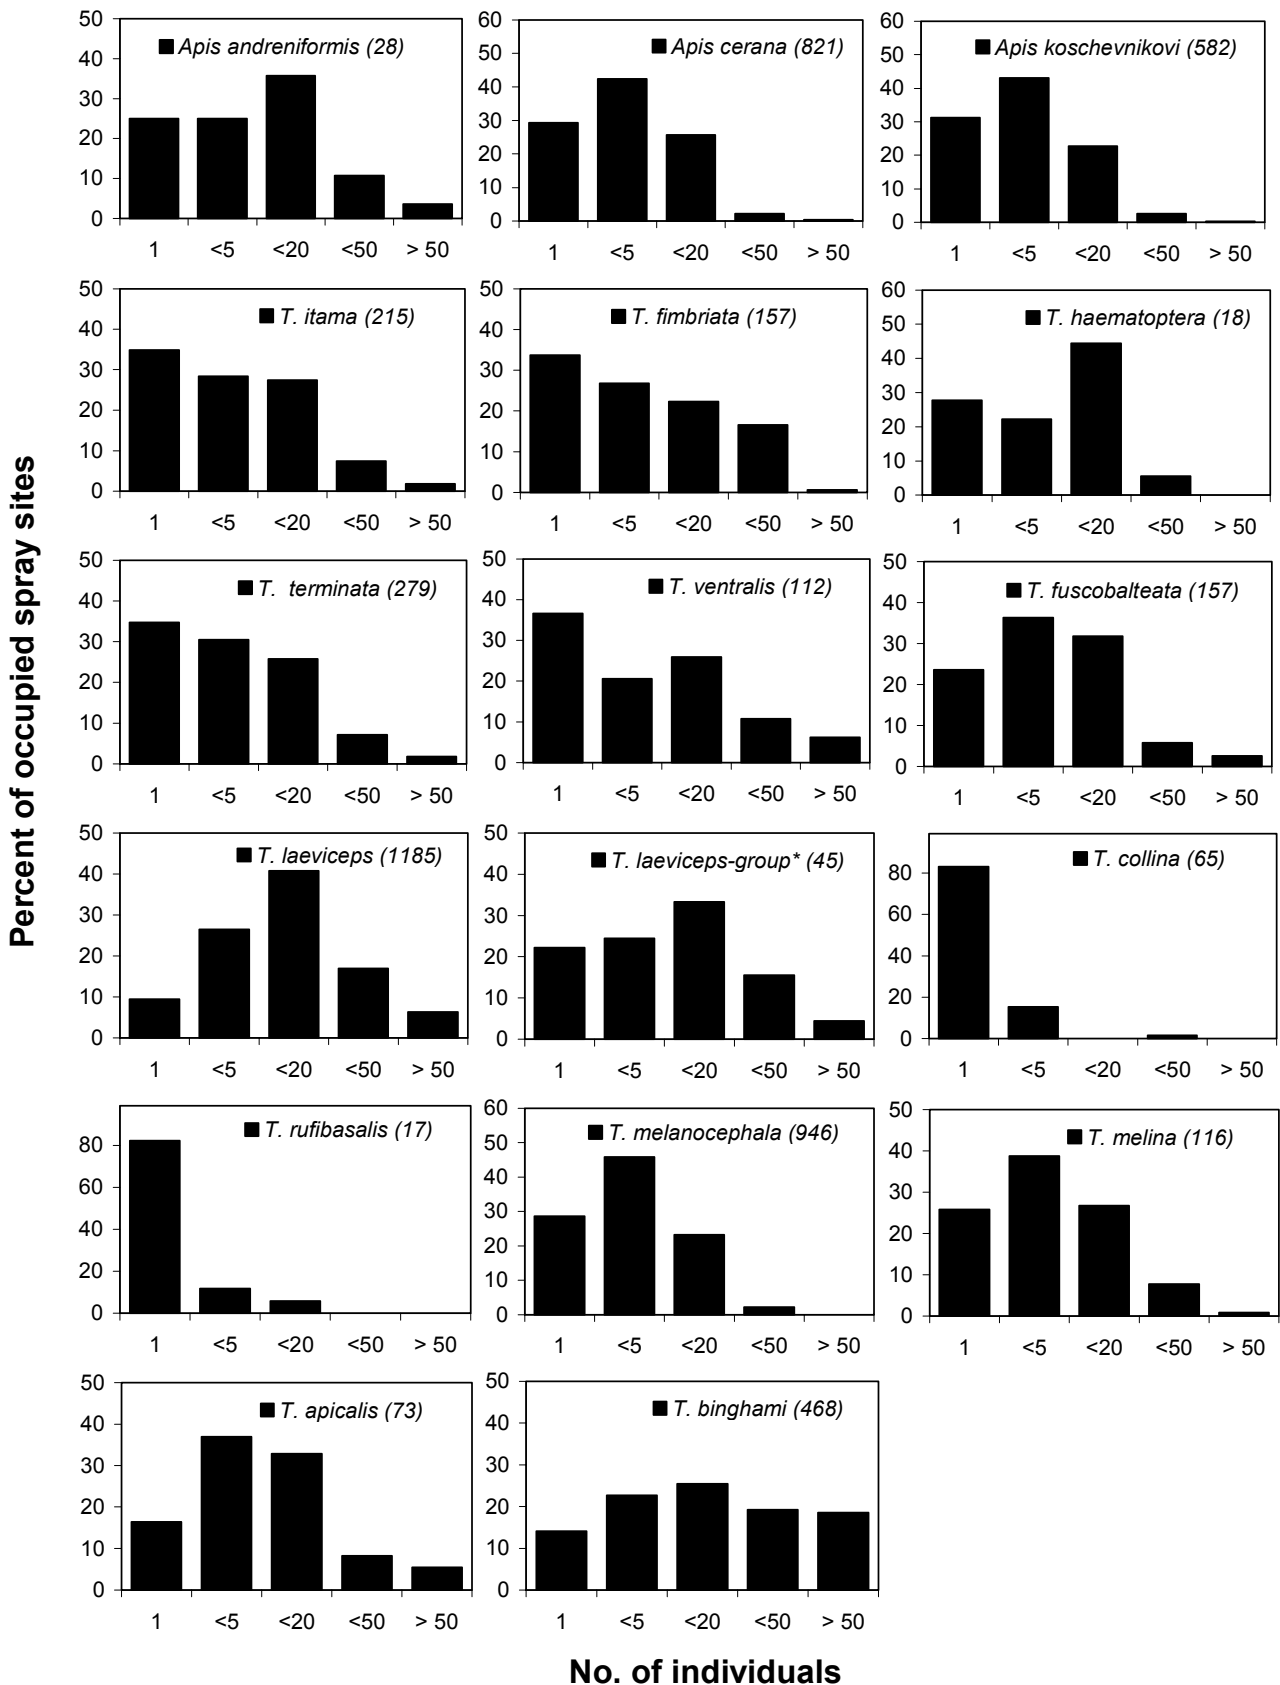 Percent of occupied spray sites
50
40
30
20
10
0
Apis andreniformis (28)
1 <5 <20 <50 > 50
60
50
40
30
20
10
0
Apis cerana (821)
1 <5 <20 <50 > 50
60
50
40
30
20
10
0
Apis koschevnikovi (582)
1 <5 <20 <50 > 50
50
40
30
20
10
0
T. itama (215)
1 <5 <20 <50 > 50
50
40
30
20
10
0
T. fimbriata (157)
1 <5 <20 <50 > 50
60
50
40
30
20
10
0
T. haematoptera (18)
1 <5 <20 <50 > 50
50
40
30
20
10
0
T. terminata (279)
1 <5 <20 <50 > 50
50
40
30
20
10
0
T. ventralis (112)
1 <5 <20 <50 > 50
50
40
30
20
10
0
T. fuscobalteata (157)
1 <5 <20 <50 > 50
50
40
30
20
10
0
T. laeviceps (1185)
1 <5 <20 <50 > 50
50
40
30
20
10
0
T. laeviceps-group* (45)
1 <5 <20 <50 > 50
80
60
40
20
0
T. collina (65)
1 <5 <20 <50 > 50
80
60
40
20
0
T. rufibasalis (17)
1 <5 <20 <50 > 50
60
50
40
30
20
10
0
T. melanocephala (946)
1 <5 <20 <50 > 50
50
40
30
20
10
0
T. melina (116)
1 <5 <20 <50 > 50
50
40
30
20
10
0
T. apicalis (73)
1 <5 <20 <50 > 50
50
40
30
20
10
0
T. binghami (468)
1 <5 <20 <50 > 50
No. of individuals